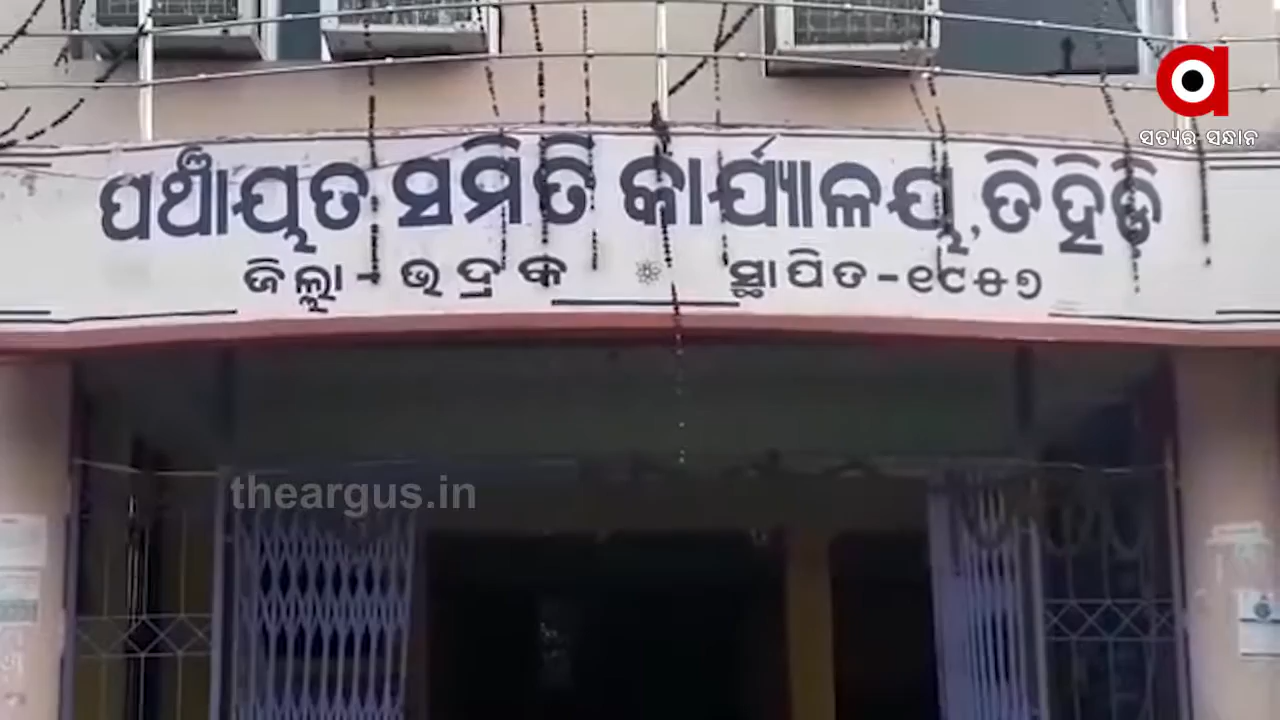 ସତ୍ୟର ସନ୍ଧାନ
ପଞ୍ଚାୟତ ସମିତି କାର୍ଯ୍ୟାଳୟ, ତିହିଡ଼ି
ଜିଲ୍ଲା - ଭଦ୍ରକ ସ୍ଥାପିତ - ୧୯୫୭
theargus.in